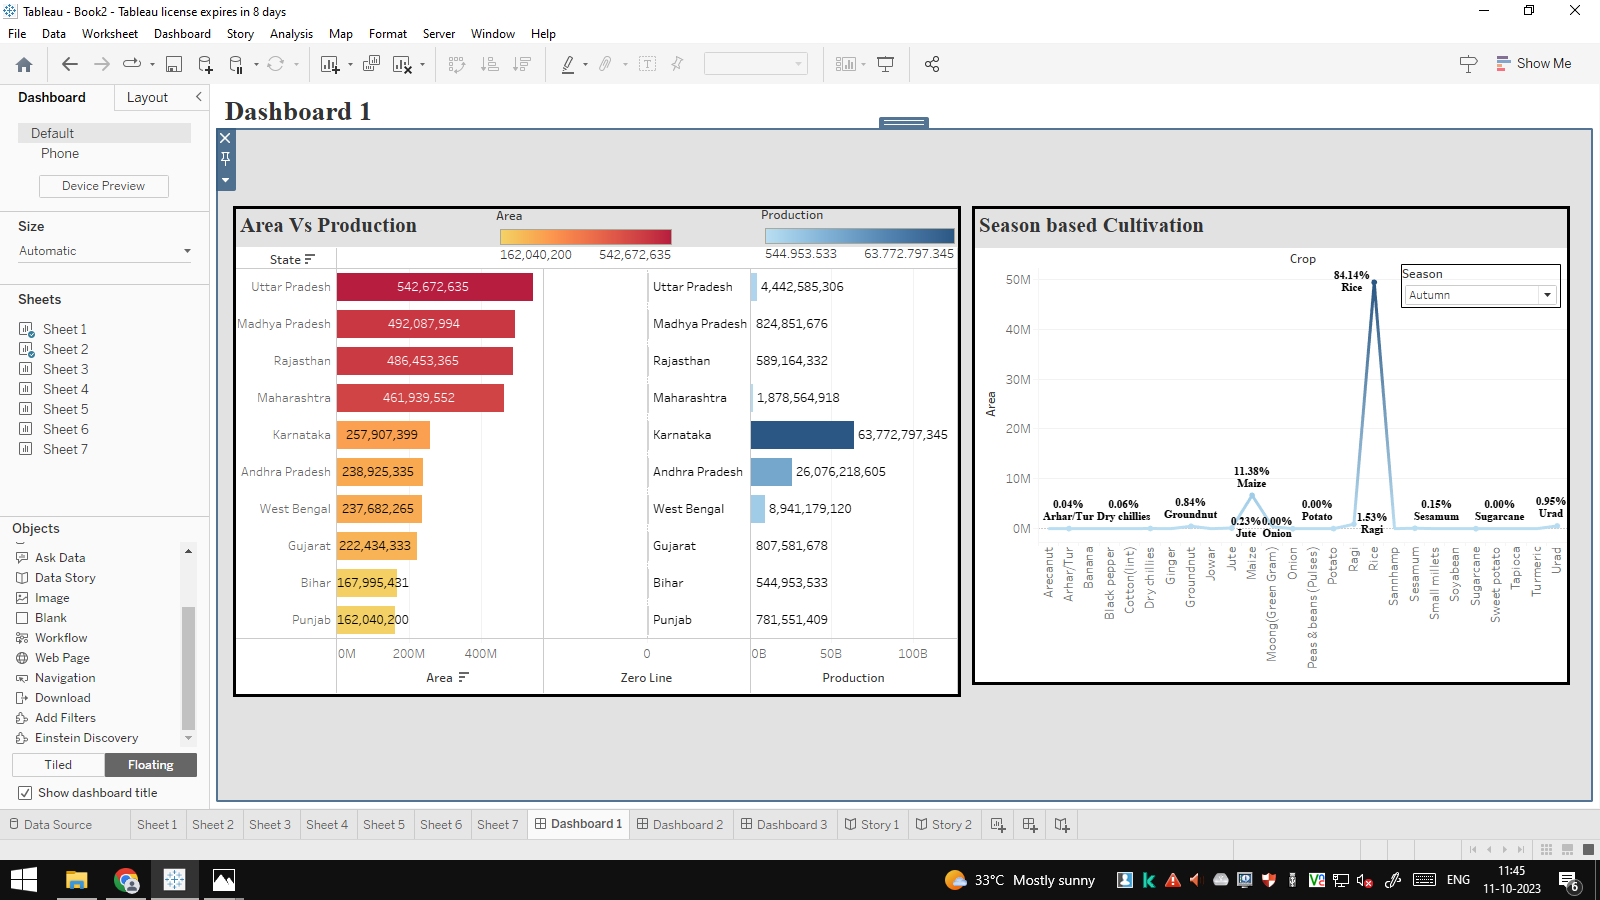 Tableau - Book2 - Tableau license expires in 8 days
File Data Worksheet Dashboard Story Analysis Map Format Server Window Help
Show Me
Dashboard Layout
Default
Phone
Device Preview
Size
Automatic
Sheets
Sheet 1
Sheet 2
Sheet 3
Sheet 4
Sheet 5
Sheet 6
Sheet 7
Objects
Ask Data
Data Story
Image
Blank
Workflow
Web Page
Navigation
Download
Add Filters
Einstein Discovery
Tiled Floating
Show dashboard title
Dashboard 1
Area Vs Production
Area
162,040,200 542,672,635
Production
544,953,533 63,772,797,345
State
Uttar Pradesh 542,672,635 Uttar Pradesh 4,442,585,306
Madhya Pradesh 492,087,994 Madhya Pradesh 824,851,676
Rajasthan 486,453,365 Rajasthan 589,164,332
Maharashtra 461,939,552 Maharashtra 1,878,564,918
Karnataka 257,907,399 Karnataka 63,772,797,345
Andhra Pradesh 238,925,335 Andhra Pradesh 26,076,218,605
West Bengal 237,682,265 West Bengal 8,941,179,120
Gujarat 222,434,333 Gujarat 807,581,678
Bihar 167,995,431 Bihar 544,953,533
Punjab 162,040,200 Punjab 781,551,409
0M 200M 400M 0 0B 50B 100B
Area Zero Line Production
Season based Cultivation
Crop
Season
Autumn
50M
40M
30M
20M
10M
0M
Area
84.14%
Rice
11.38%
Maize
0.04%
Arhar/Tur
0.06%
Dry chillies
0.84%
Groundnut
0.23%
Jute
0.00%
Onion
0.00%
Potato
1.53%
Ragi
0.15%
Sesamum
0.00%
Sugarcane
0.95%
Urad
Arecanut
Arhar/Tur
Banana
Black pepper
Cotton(lint)
Dry chillies
Ginger
Groundnut
Jowar
Jute
Maize
Moong(Green Gram)
Onion
Peas & beans (Pulses)
Potato
Ragi
Rice
Sannhamp
Sesamum
Small millets
Soyabean
Sugarcane
Sweet potato
Tapioca
Turmeric
Urad
Data Source Sheet 1 Sheet 2 Sheet 3 Sheet 4 Sheet 5 Sheet 6 Sheet 7 Dashboard 1 Dashboard 2 Dashboard 3 Story 1 Story 2
33°C Mostly sunny
ENG
11:45
11-10-2023
6